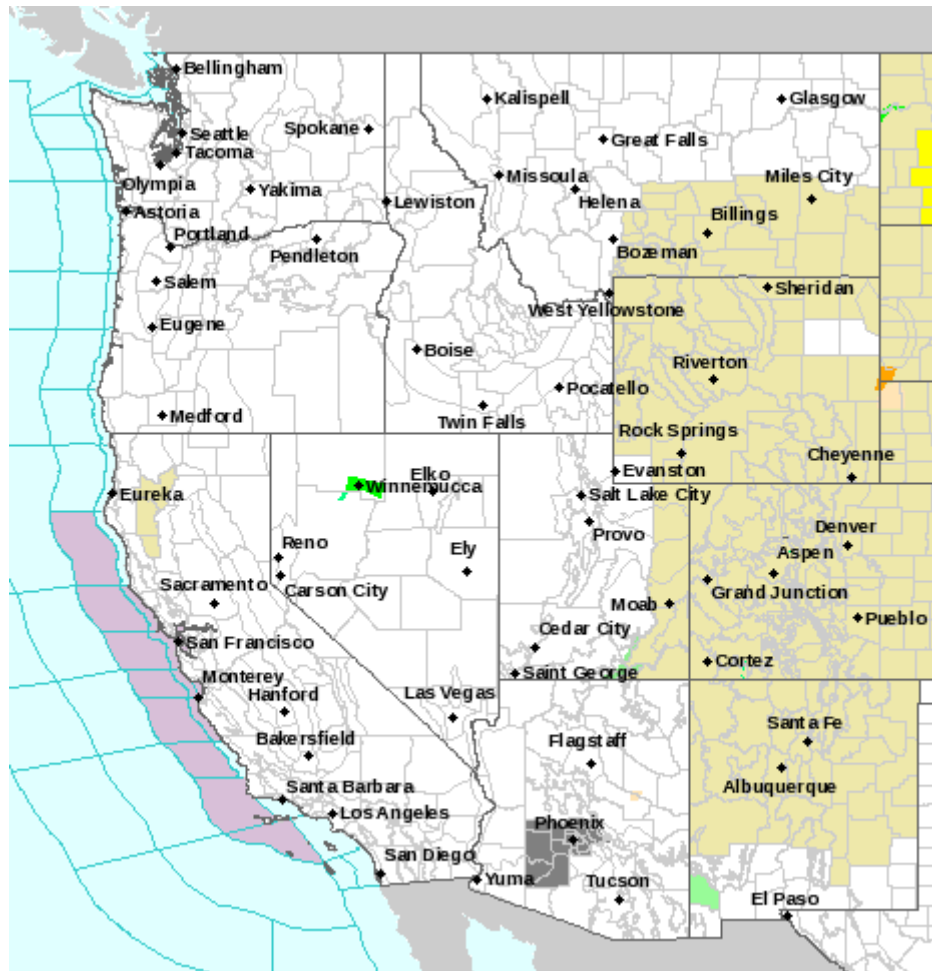 Bellingham
Kalispell
Glasgow
Seattle
Spokane
Great Falls
Tacoma
Olympia
Missoula
Miles City
Yakima
Helena
Lewiston
Astoria
Billings
Portland
Pendleton
Bozeman
Salem
Sheridan
West Yellowstone
Eugene
Boise
Riverton
Pocatello
Medford
Twin Falls
Rock Springs
Cheyenne
Elko
Evanston
Winnemucca
Eureka
Salt Lake City
Provo
Denver
Reno
Ely
Aspen
Sacramento
Carson City
Grand Junction
Moab
Pueblo
Cedar City
San Francisco
Cortez
Saint George
Monterey
Hanford
Las Vegas
Santa Fe
Bakersfield
Flagstaff
Albuquerque
Santa Barbara
Los Angeles
Phoenix
San Diego
Yuma
Tucson
El Paso